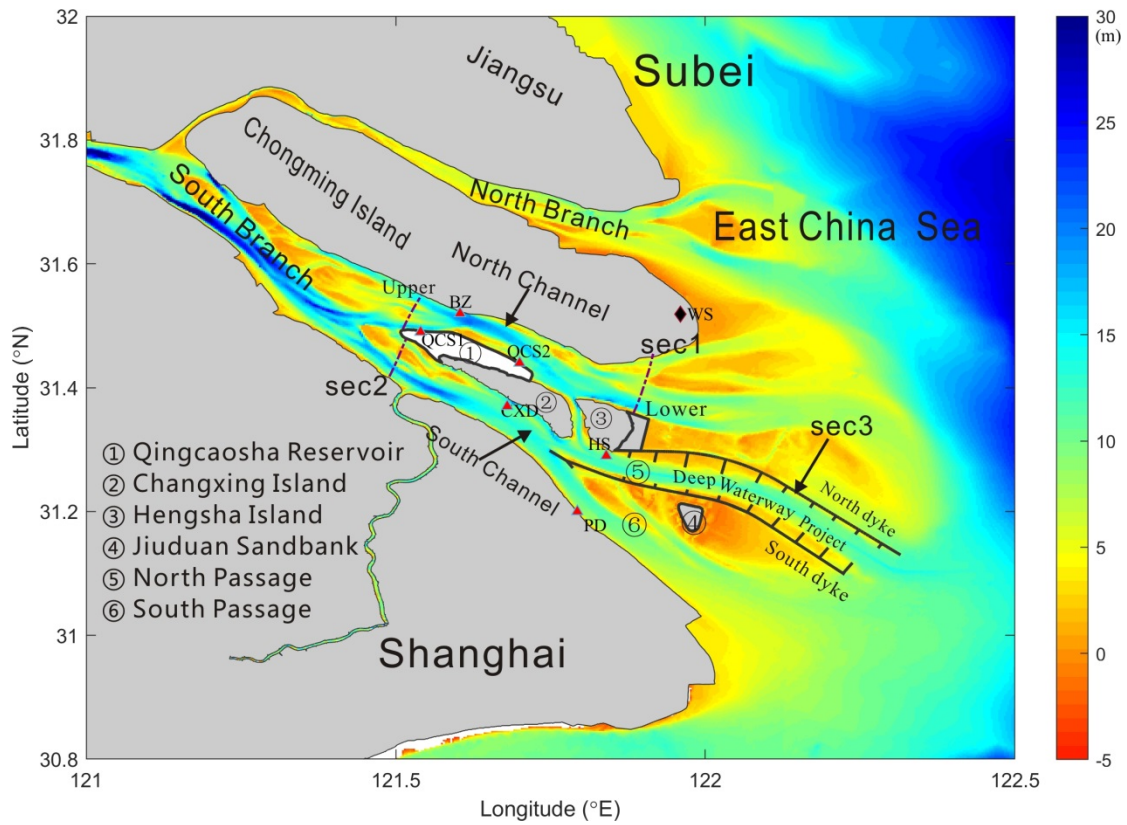 32
31.8
31.6
31.4
31.2
31
30.8
Latitude (°N)
121
121.5
122
122.5
Longitude (°E)
30
(m)
25
20
15
10
5
0
-5
Jiangsu
Subei
Chongming Island
North Branch
East China Sea
South Branch
North Channel
Upper
BZ
WS
QCS1
①
QCS2
sec1
sec2
CXD
②
③
Lower
South Channel
HS
⑤
sec3
Deep Waterway Project
North dyke
PD
⑥
④
South dyke
① Qingcaosha Reservoir
② Changxing Island
③ Hengsha Island
④ Jiuduan Sandbank
⑤ North Passage
⑥ South Passage
Shanghai